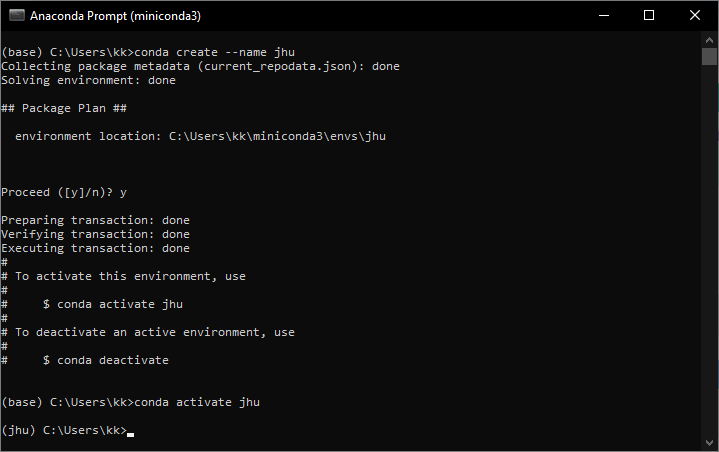 Anaconda Prompt (miniconda3)
(base) C:\Users\kk>conda create --name jhu
Collecting package metadata (current_repodata.json): done
Solving environment: done
## Package Plan ##
environment location: C:\Users\kk\miniconda3\envs\jhu
Proceed ([y]/n)? y
Preparing transaction: done
Verifying transaction: done
Executing transaction: done
#
# To activate this environment, use
#
#     $ conda activate jhu
#
# To deactivate an active environment, use
#
#     $ conda deactivate
(base) C:\Users\kk>conda activate jhu
(jhu) C:\Users\kk>